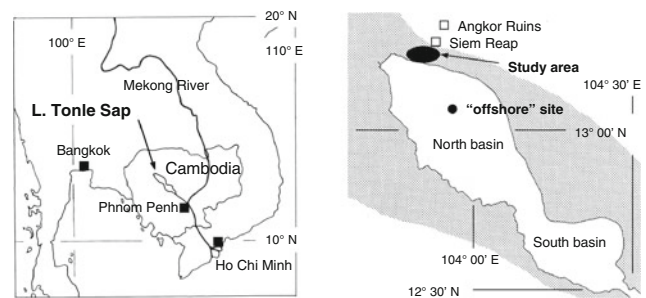 20° N
100° E
110° E
Mekong River
L. Tonle Sap
Bangkok
Cambodia
Phnom Penh
10° N
Ho Chi Minh
Angkor Ruins
Siem Reap
Study area
104° 30' E
“offshore” site
13° 00' N
North basin
South basin
104° 00' E
12° 30' N